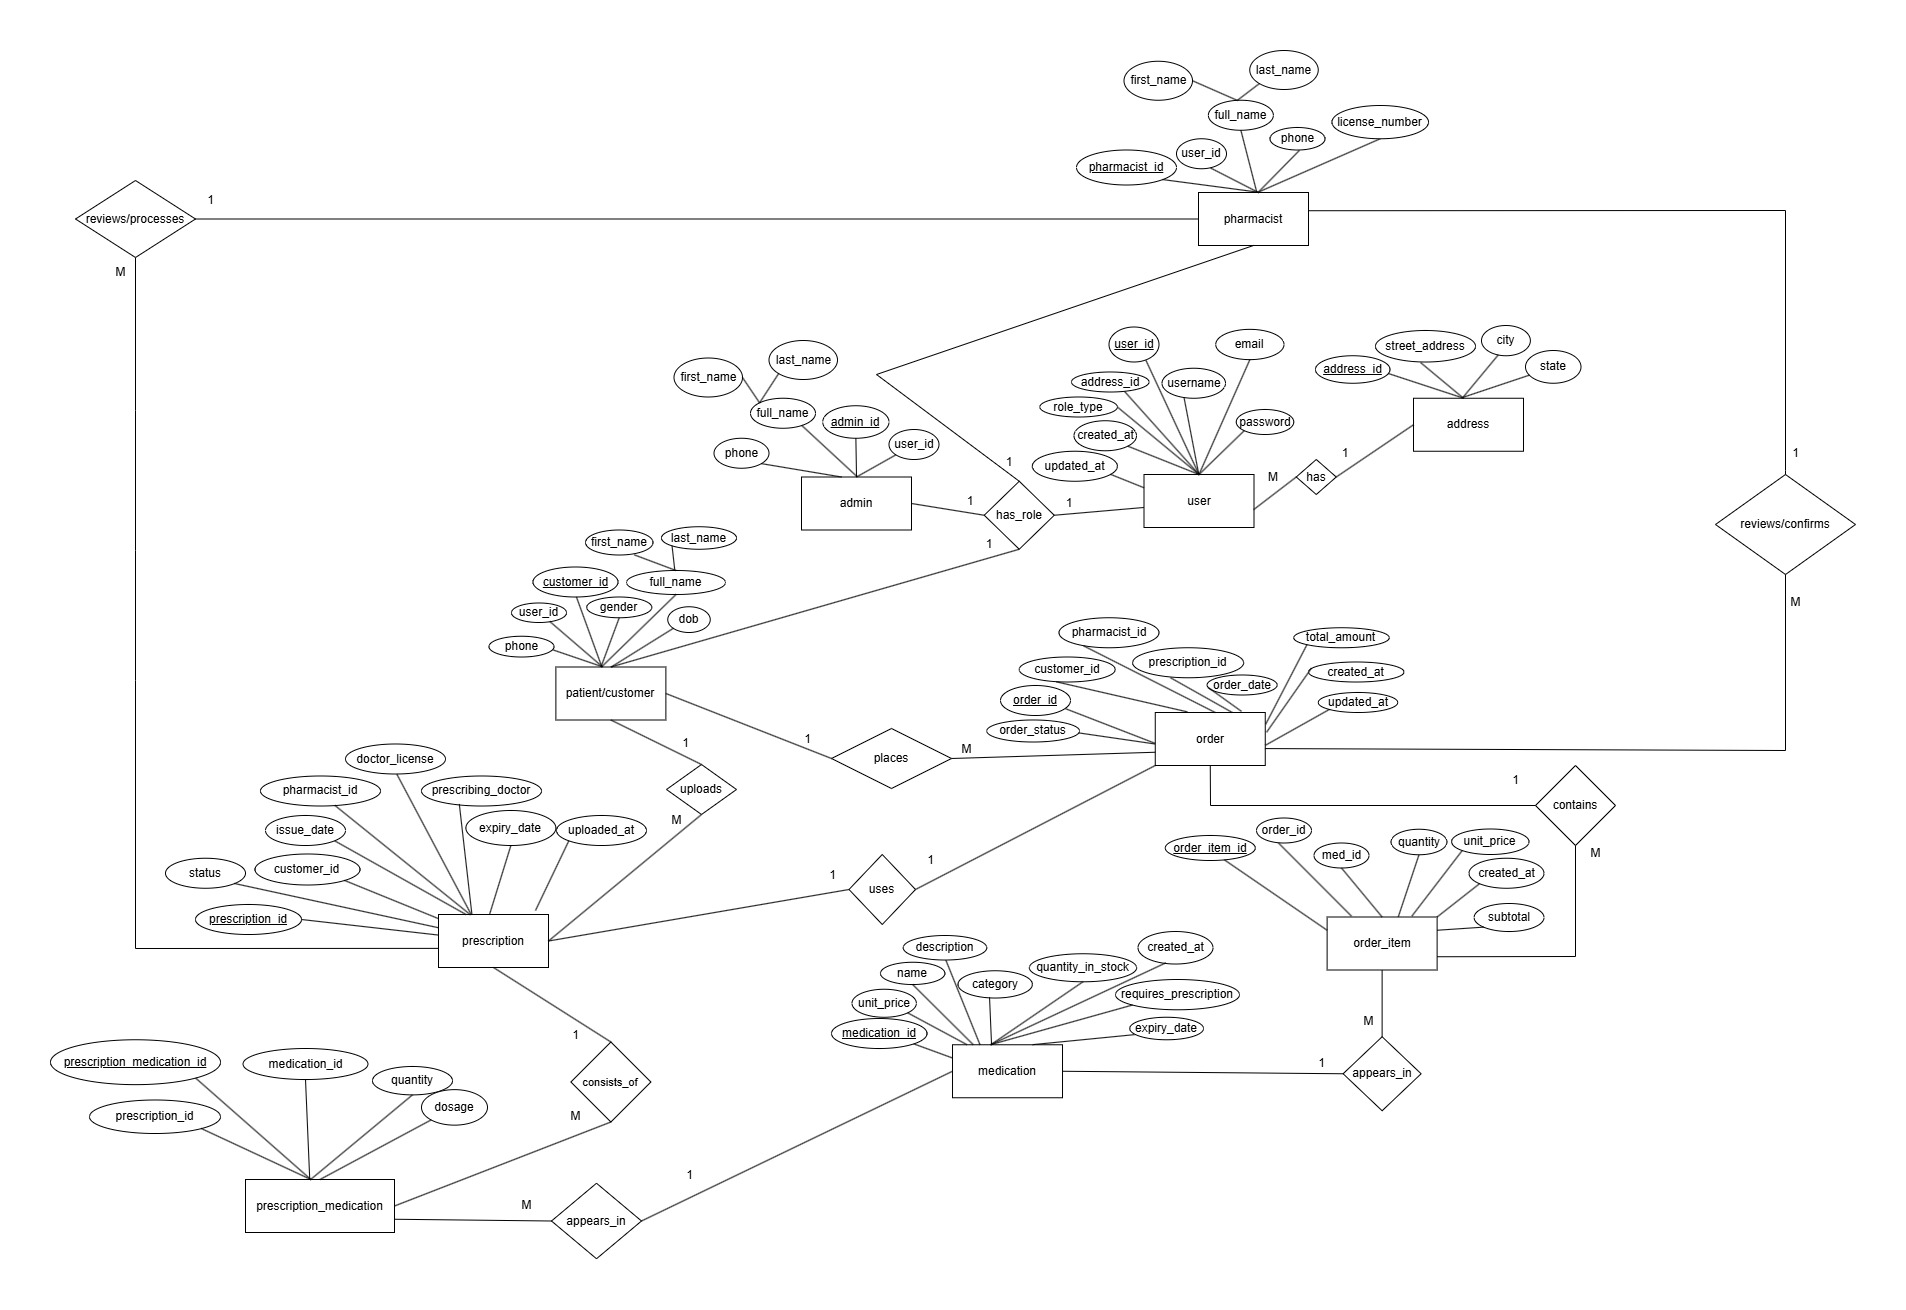 last_name
first_name
full_name
license_number
phone
user_id
pharmacist_id
pharmacist
1
reviews/processes
M
user_id
email
street_address
city
last_name
first_name
address_id
state
address_id
username
role_type
full_name
admin_id
created_at
password
address
user_id
phone
updated_at
1
1
1
M
has
1
admin
1
has_role
1
user
reviews/confirms
1
M
first_name
last_name
customer_id
full_name
gender
user_id
dob
phone
patient/customer
pharmacist_id
total_amount
prescription_id
customer_id
created_at
order_date
order_id
updated_at
order_status
order
1
places
M
1
uploads
M
doctor_license
pharmacist_id
prescribing_doctor
issue_date
expiry_date
uploaded_at
customer_id
status
prescription_id
prescription
1
uses
1
1
contains
M
order_id
order_item_id
med_id
quantity
unit_price
created_at
subtotal
order_item
description
created_at
name
quantity_in_stock
category
unit_price
requires_prescription
medication_id
expiry_date
medication
1
M
appears_in
1
consists_of
M
prescription_medication_id
medication_id
quantity
dosage
prescription_id
prescription_medication
M
appears_in
1